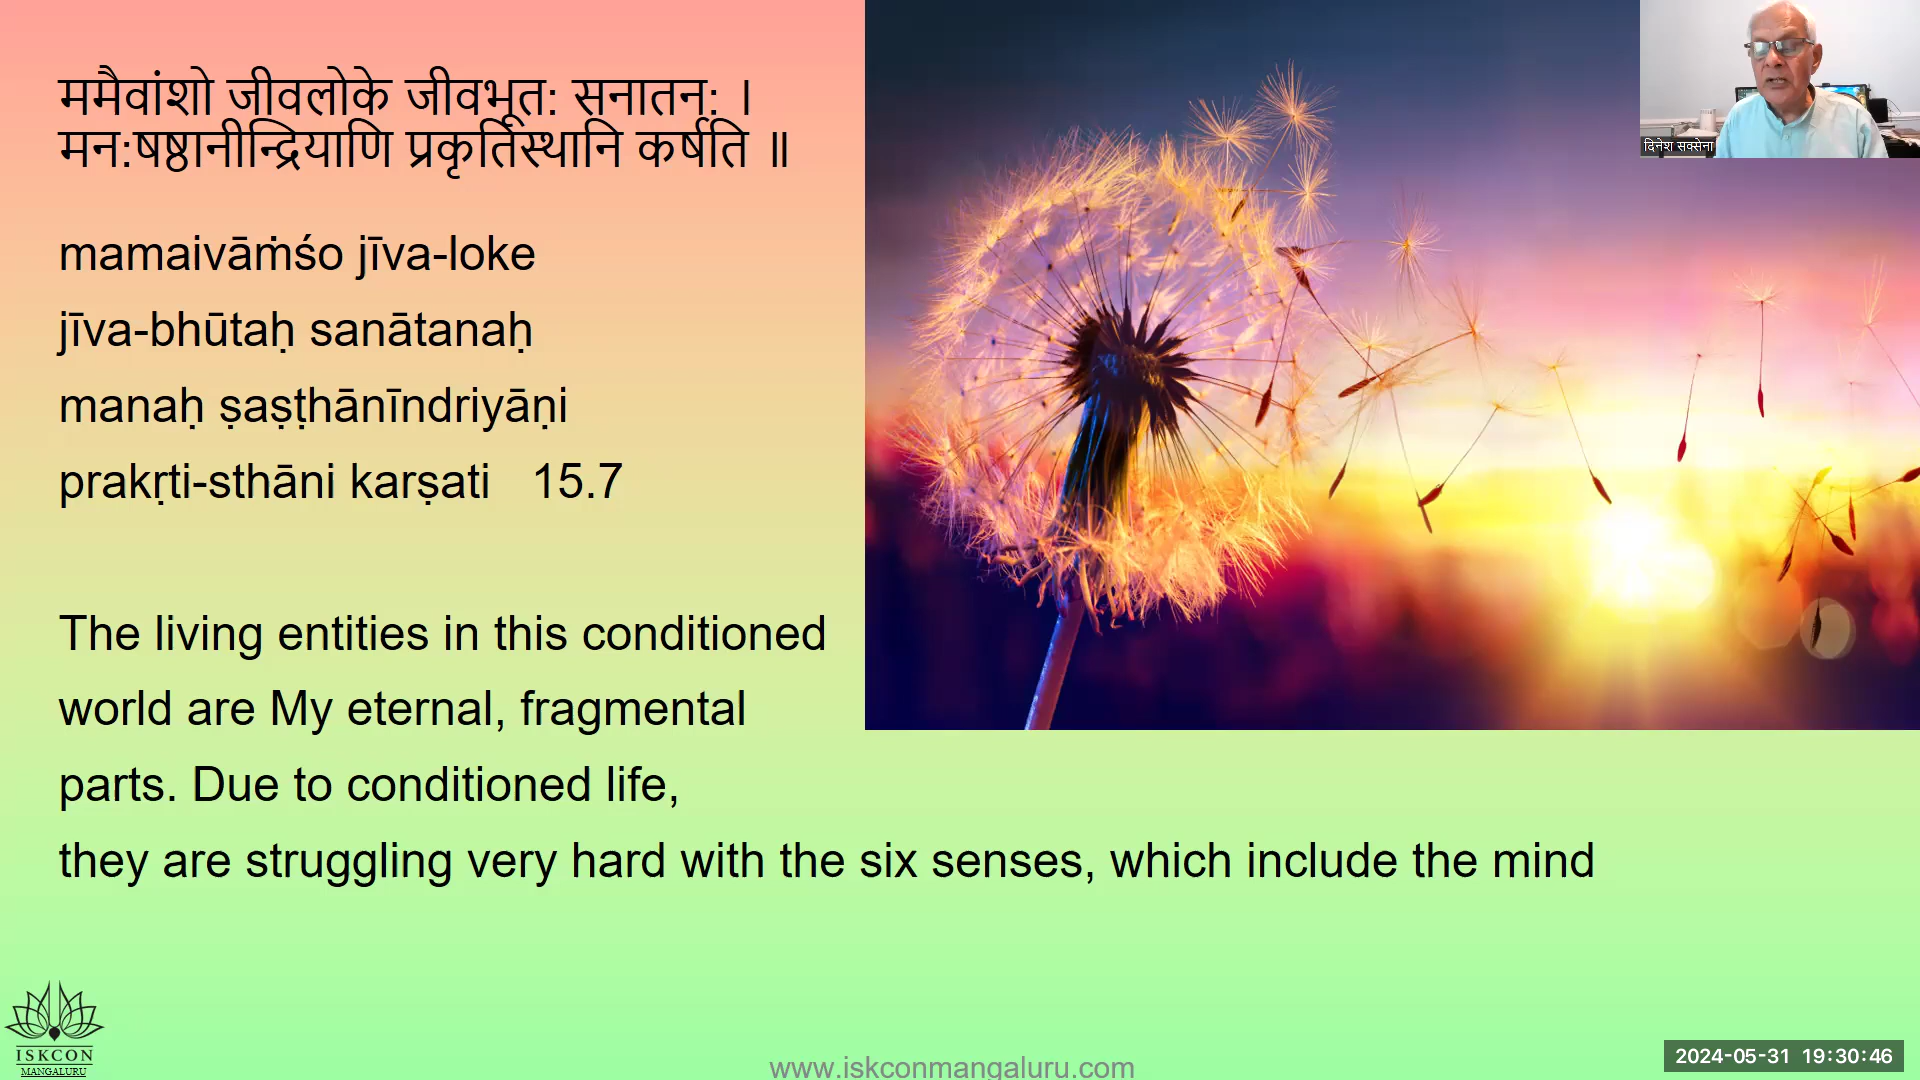 ममैवांशो जीवलोके जीवभूत: सनातन: ।
मन:षष्ठानीन्द्रियाणि प्रकृतिस्थानि कर्षति ॥
mamaivāṁśo jīva-loke
jīva-bhūtaḥ sanātanaḥ
manaḥ ṣaṣṭhānīndriyāṇi
prakṛti-sthāni karṣati 15.7
The living entities in this conditioned
world are My eternal, fragmental
parts. Due to conditioned life,
they are struggling very hard with the six senses, which include the mind
दिनेश सक्सेना
ISKCON
MANGALURU
www.iskconmangaluru.com
2024-05-31 19:30:46